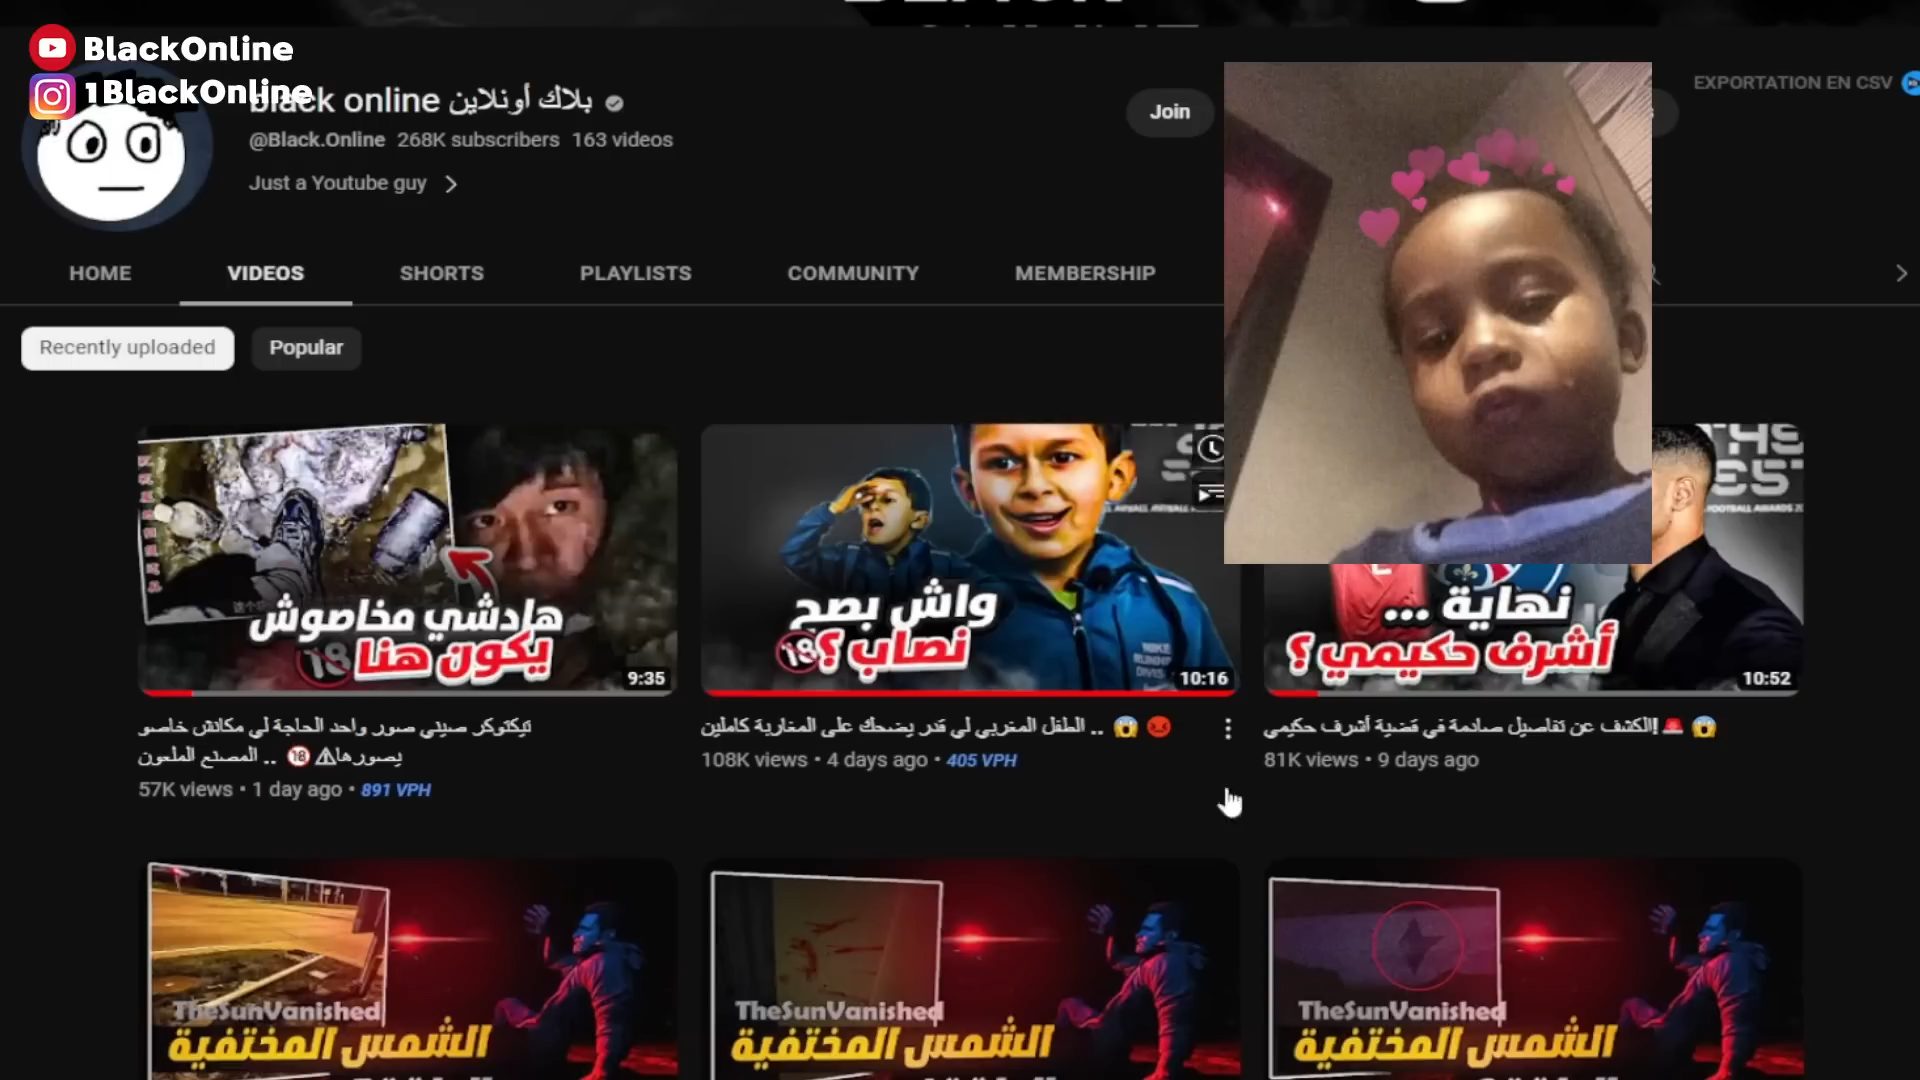 BlackOnline
1BlackOnline
black online بلاك أونلاين
@Black.Online 268K subscribers 163 videos
Just a Youtube guy
Join
EXPORTATION EN CSV
HOME VIDEOS SHORTS PLAYLISTS COMMUNITY MEMBERSHIP
Recently uploaded Popular
هادشي مخاصوش
يكون هنا
18
9:35
واش بصح
نصاب ؟
18
10:16
نهاية ...
أشرف حكيمي ؟
10:52
تيكتوكر صيني صور واحد الحاجة لي مكانش خاصو
يصورها⚠🔞 .. المصنع الملعون
57K views • 1 day ago • 891 VPH
الطفل المغربي لي قدر يضحك على المغاربة كاملين .. 😱 😡
108K views • 4 days ago • 405 VPH
الكشف عن تفاصيل صادمة في قضية أشرف حكيمي! 🚨 😱
81K views • 9 days ago
TheSunVanished
الشمس المختفية
TheSunVanished
الشمس المختفية
TheSunVanished
الشمس المختفية